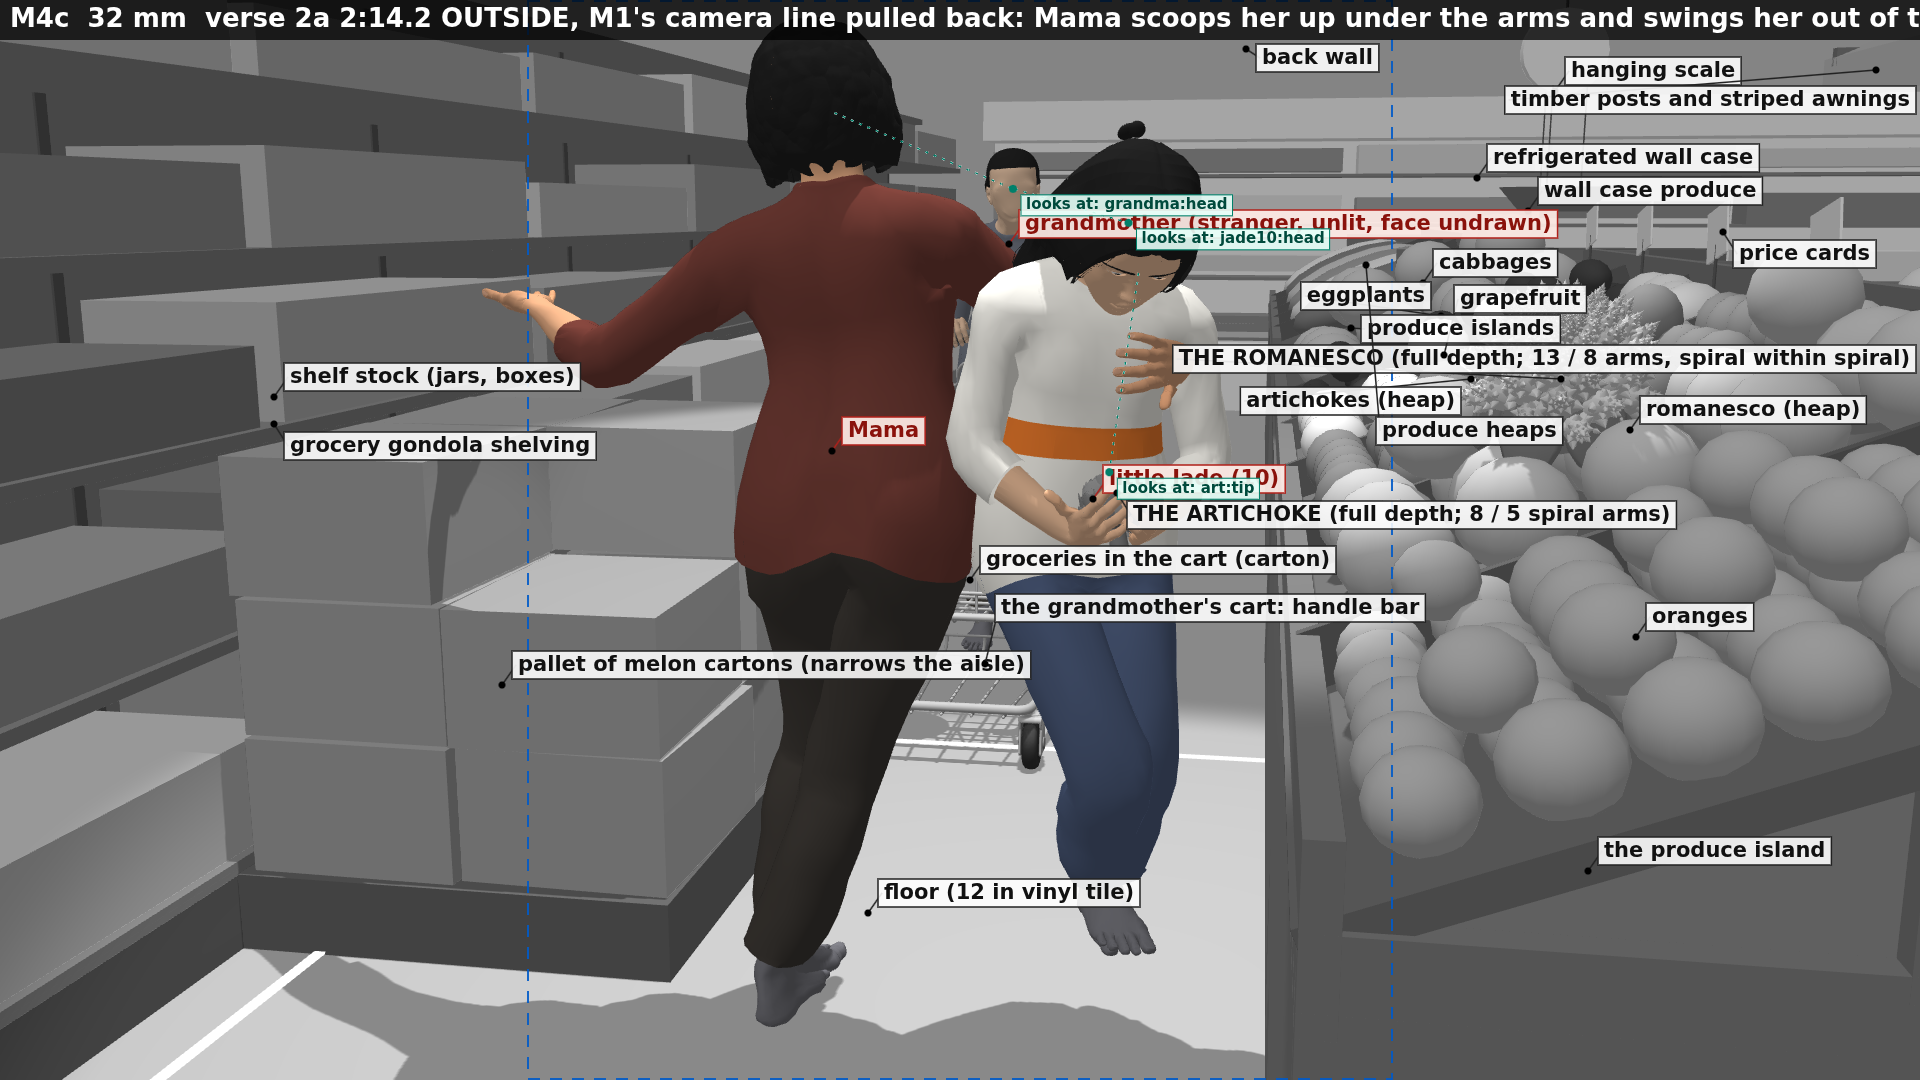 M4c 32 mm verse 2a 2:14.2 OUTSIDE, M1's camera line pulled back: Mama scoops her up under the arms and swings her out of t
back wall
hanging scale
timber posts and striped awnings
refrigerated wall case
wall case produce
looks at: grandma:head
grandmother (stranger, unlit, face undrawn)
looks at: jade10:head
price cards
cabbages
eggplants
grapefruit
produce islands
THE ROMANESCO (full depth; 13 / 8 arms, spiral within spiral)
shelf stock (jars, boxes)
artichokes (heap)
romanesco (heap)
Mama
produce heaps
grocery gondola shelving
little Jade (10)
looks at: art:tip
THE ARTICHOKE (full depth; 8 / 5 spiral arms)
groceries in the cart (carton)
the grandmother's cart: handle bar
oranges
pallet of melon cartons (narrows the aisle)
the produce island
floor (12 in vinyl tile)